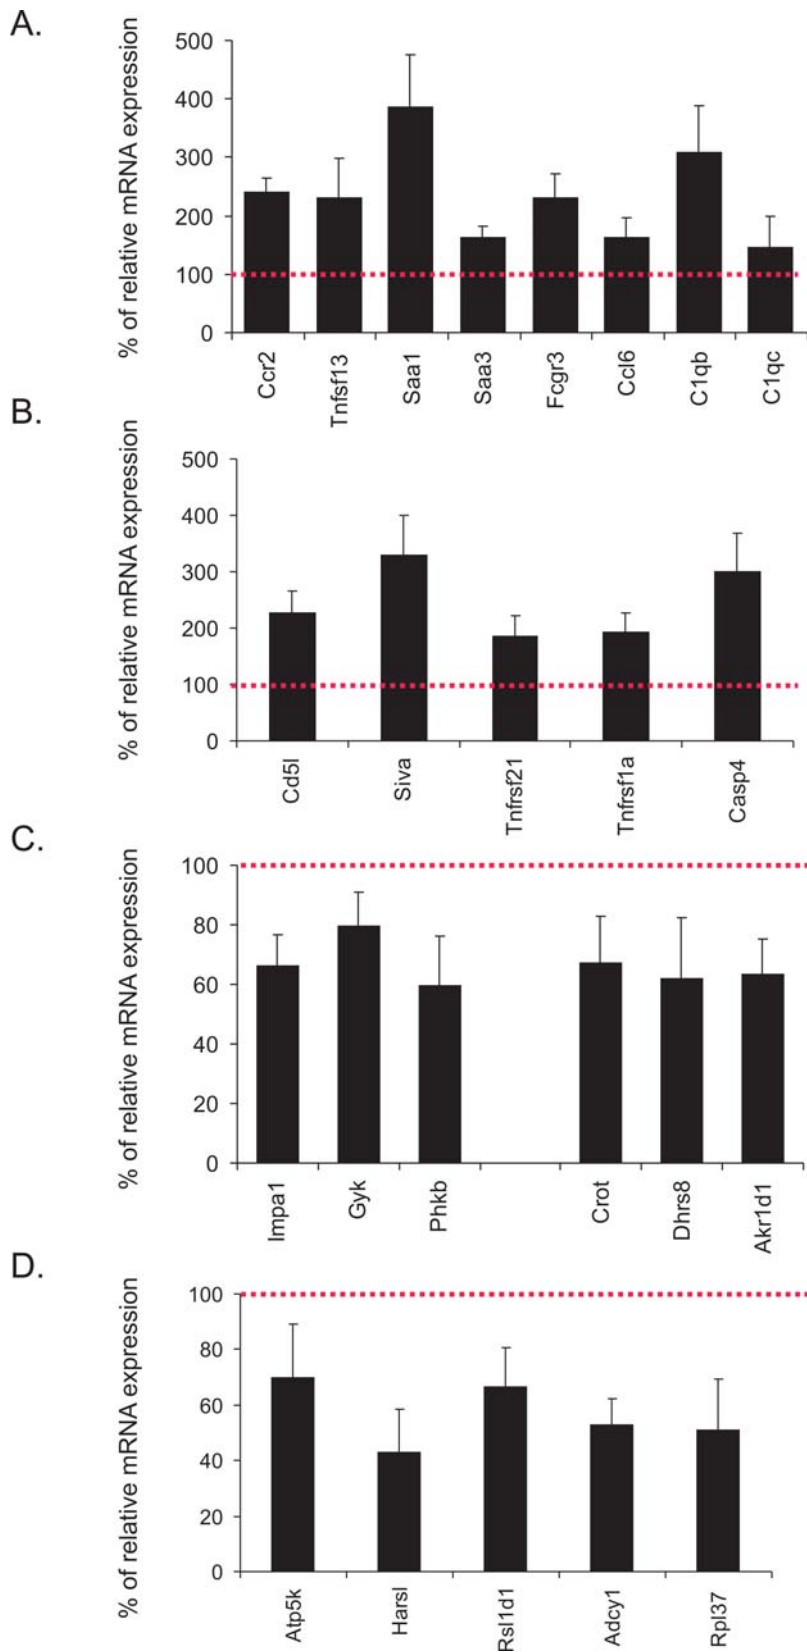 A.
% of relative mRNA expression
500
400
300
200
100
0
Ccr2
Tnfsf13
Saa1
Saa3
Fcgr3
Ccl6
C1qb
C1qc
B.
% of relative mRNA expression
500
400
300
200
100
0
Cd5l
Siva
Tnfrsf21
Tnfrsf1a
Casp4
C.
% of relative mRNA expression
100
80
60
40
20
0
Impa1
Gyk
Phkb
Crot
Dhrs8
Akr1d1
D.
% of relative mRNA expression
100
80
60
40
20
0
Atp5k
Harsl
Rsl1d1
Adcy1
Rpl37